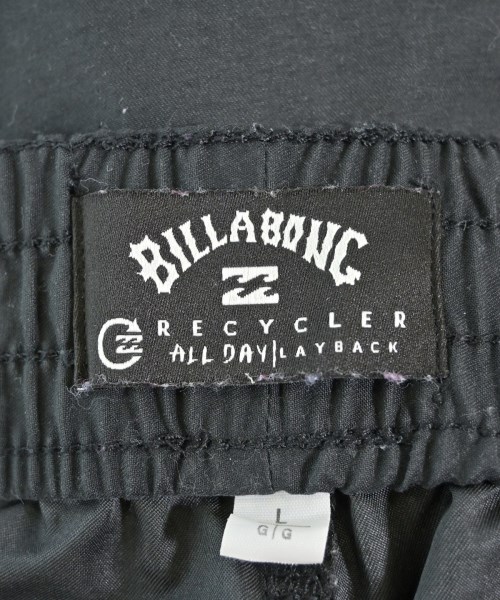 BILLABONG
RECYCLER
ALL DAY|LAYBACK
L
G/G